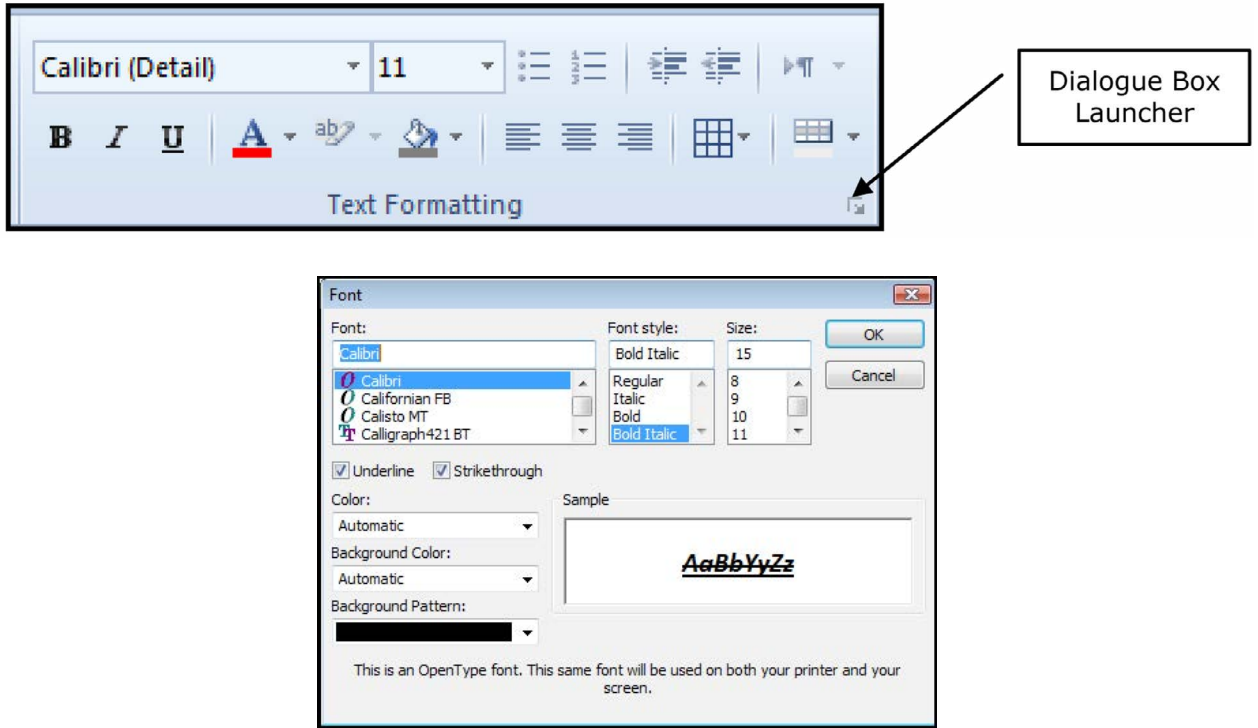 Calibri (Detail) 11
B I U A ab
Text Formatting
Dialogue Box
Launcher
Font
Font: Font style: Size:
Calibri Bold Italic 15
Calibri Regular 8
Californian FB Italic 9
Calisto MT Bold 10
Calligraph421 BT Bold Italic 11
OK
Cancel
Underline Strikethrough
Color: Sample
Automatic
AaBbYyZz
Background Color:
Automatic
Background Pattern:
This is an OpenType font. This same font will be used on both your printer and your
screen.